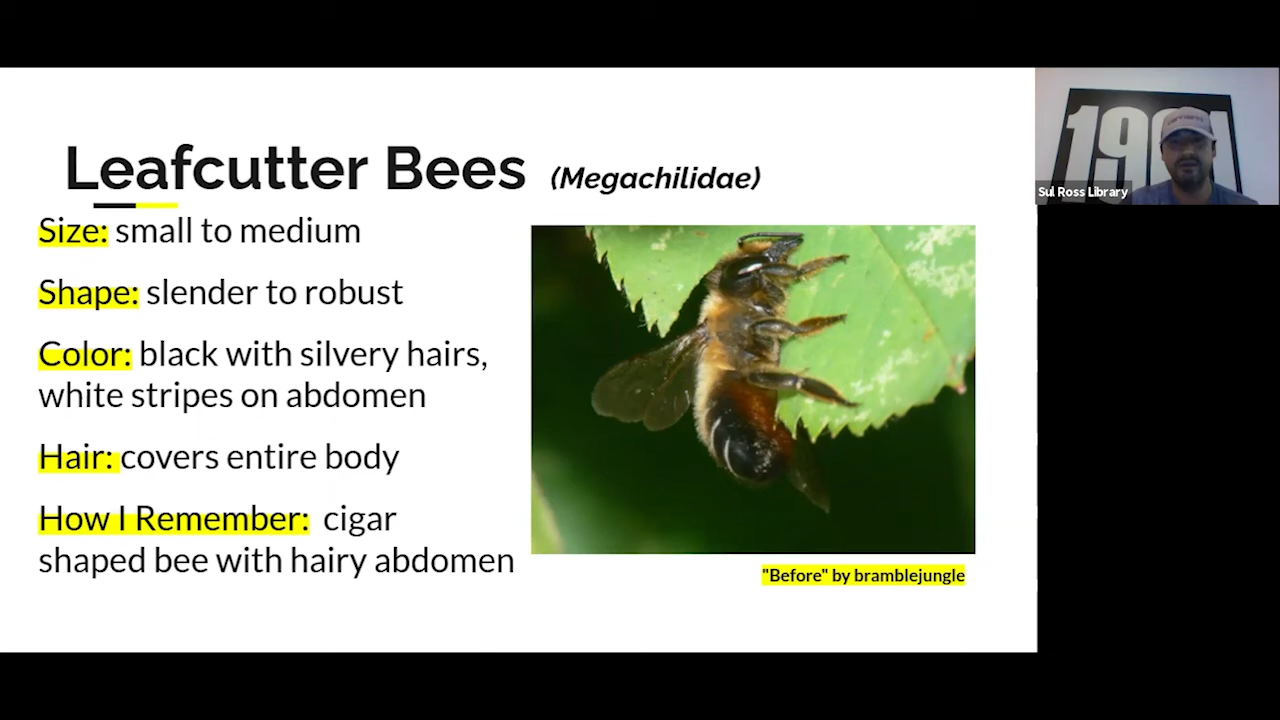 Leafcutter Bees (Megachilidae)
Size: small to medium
Shape: slender to robust
Color: black with silvery hairs,
white stripes on abdomen
Hair: covers entire body
How I Remember: cigar
shaped bee with hairy abdomen
"Before" by bramblejungle
Sul Ross Library